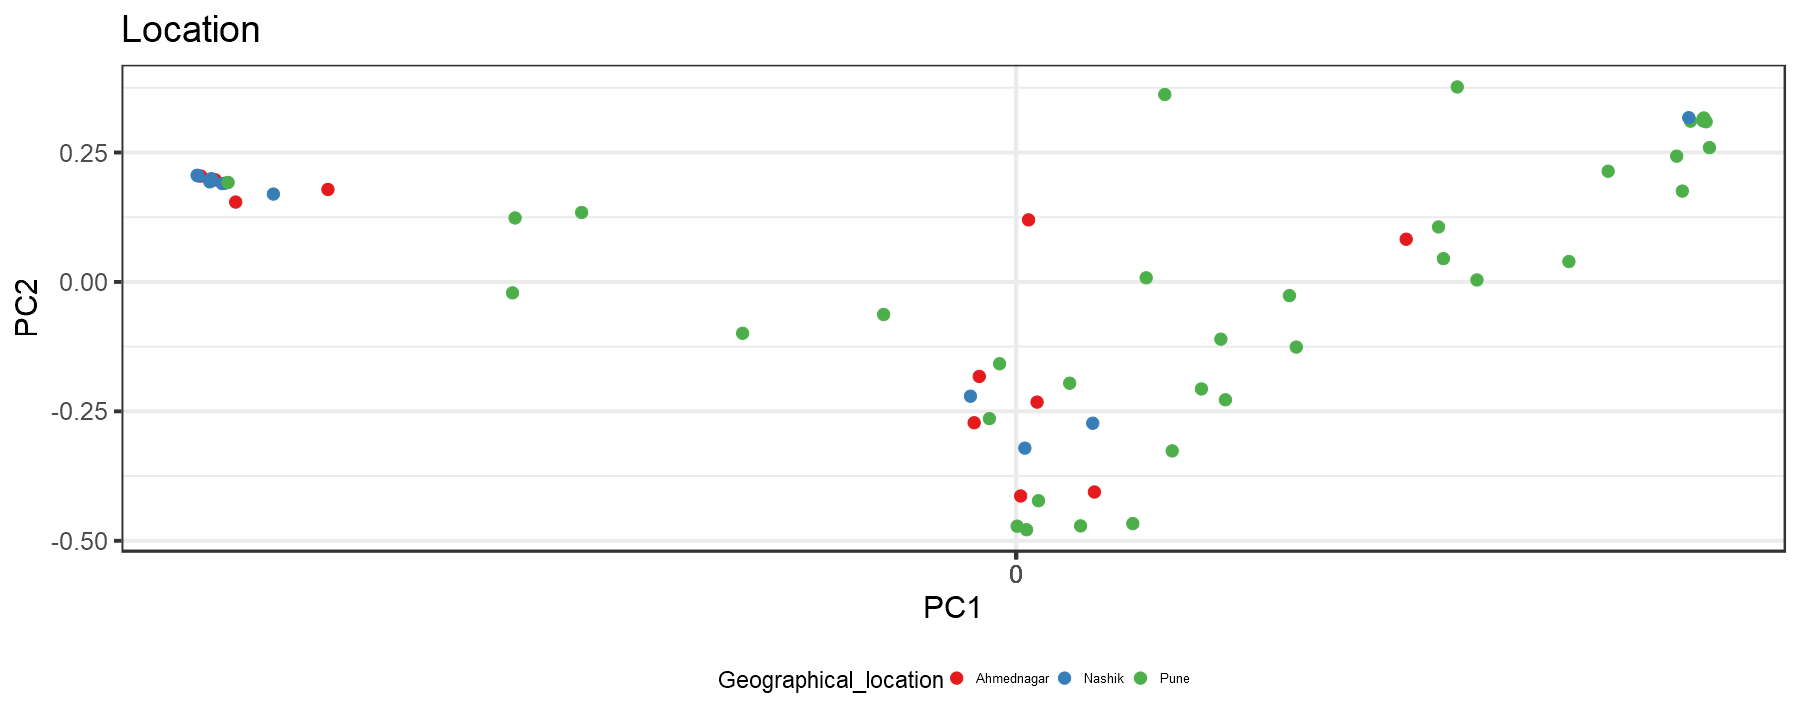 Location
0.25
0.00
-0.25
-0.50
PC2
0
PC1
Geographical_location Ahmednagar Nashik Pune